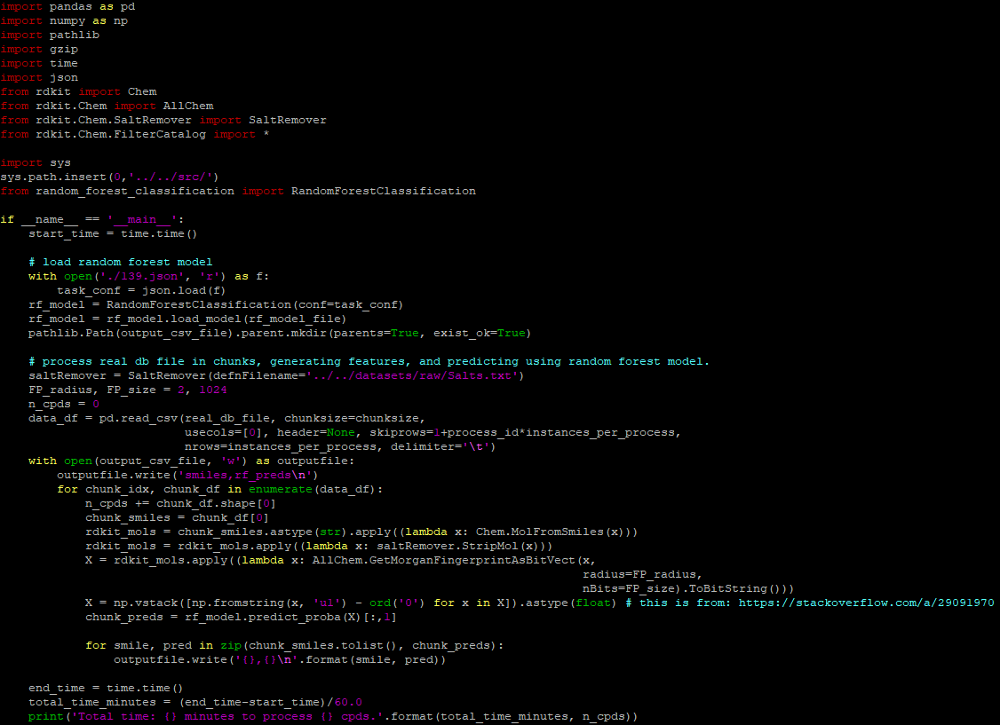 import pandas as pd
import numpy as np
import pathlib
import gzip
import time
import json
from rdkit import Chem
from rdkit.Chem import AllChem
from rdkit.Chem.SaltRemover import SaltRemover
from rdkit.Chem.FilterCatalog import *
import sys
sys.path.insert(0,'../../src/')
from random_forest_classification import RandomForestClassification
if __name__ == '__main__':
    start_time = time.time()
    # load random forest model
    with open('./139.json', 'r') as f:
        task_conf = json.load(f)
    rf_model = RandomForestClassification(conf=task_conf)
    rf_model = rf_model.load_model(rf_model_file)
    pathlib.Path(output_csv_file).parent.mkdir(parents=True, exist_ok=True)
    # process real db file in chunks, generating features, and predicting using random forest model.
    saltRemover = SaltRemover(defnFilename='../../datasets/raw/Salts.txt')
    FP_radius, FP_size = 2, 1024
    n_cpds = 0
    data_df = pd.read_csv(real_db_file, chunksize=chunksize,
                          usecols=[0], header=None, skiprows=1+process_id*instances_per_process,
                          nrows=instances_per_process, delimiter='\t')
    with open(output_csv_file, 'w') as outputfile:
        outputfile.write('smiles,rf_preds\n')
        for chunk_idx, chunk_df in enumerate(data_df):
            n_cpds += chunk_df.shape[0]
            chunk_smiles = chunk_df[0]
            rdkit_mols = chunk_smiles.astype(str).apply((lambda x: Chem.MolFromSmiles(x)))
            rdkit_mols = rdkit_mols.apply((lambda x: saltRemover.StripMol(x)))
            X = rdkit_mols.apply((lambda x: AllChem.GetMorganFingerprintAsBitVect(x,
                                                                                  radius=FP_radius,
                                                                                  nBits=FP_size).ToBitString()))
            X = np.vstack([np.fromstring(x, 'u1') - ord('0') for x in X]).astype(float) # this is from: https://stackoverflow.com/a/29091970
            chunk_preds = rf_model.predict_proba(X)[:,1]
            for smile, pred in zip(chunk_smiles.tolist(), chunk_preds):
                outputfile.write('{},{}\n'.format(smile, pred))
    end_time = time.time()
    total_time_minutes = (end_time-start_time)/60.0
    print('Total time: {} minutes to process {} cpds.'.format(total_time_minutes, n_cpds))